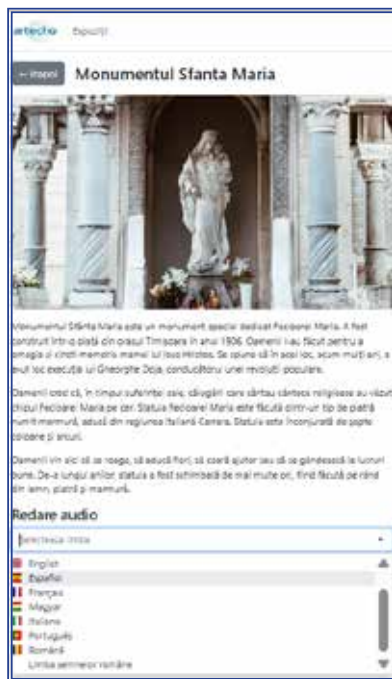 artecho Expoziții
← Inapoi Monumentul Sfanta Maria
Monumentul Sfânta Maria este un monument special dedicat Fecioarei Maria. A fost
construit într-o piață din orașul Timișoara în anul 1906. Oamenii l-au făcut pentru a
omagia și cinsti memoria mamei lui Iisus Hristos. Se spune că în acel loc, acum mulți ani, a
avut loc execuția lui Gheorghe Doja, conducătorul unei revoluții populare.
Oamenii cred că, în timpul suferinței sale, călugării care cântau cântece religioase au văzut
chipul Fecioarei Maria pe cer. Statuia Fecioarei Maria este făcută dintr-un tip de piatră
numit marmură, adusă din regiunea italiană Carrara. Statuia este înconjurată de șapte
coloane și arcuri.
Oamenii vin aici să se roage, să aducă flori, să ceară ajutor sau să se gândească la lucruri
bune. De-a lungul anilor, statuia a fost schimbată de mai multe ori, fiind făcută pe rând
din lemn, piatră și marmură.
Redare audio
Selectează limba
English
Español
Français
Magyar
Italiano
Português
Română
Limba semnelor române